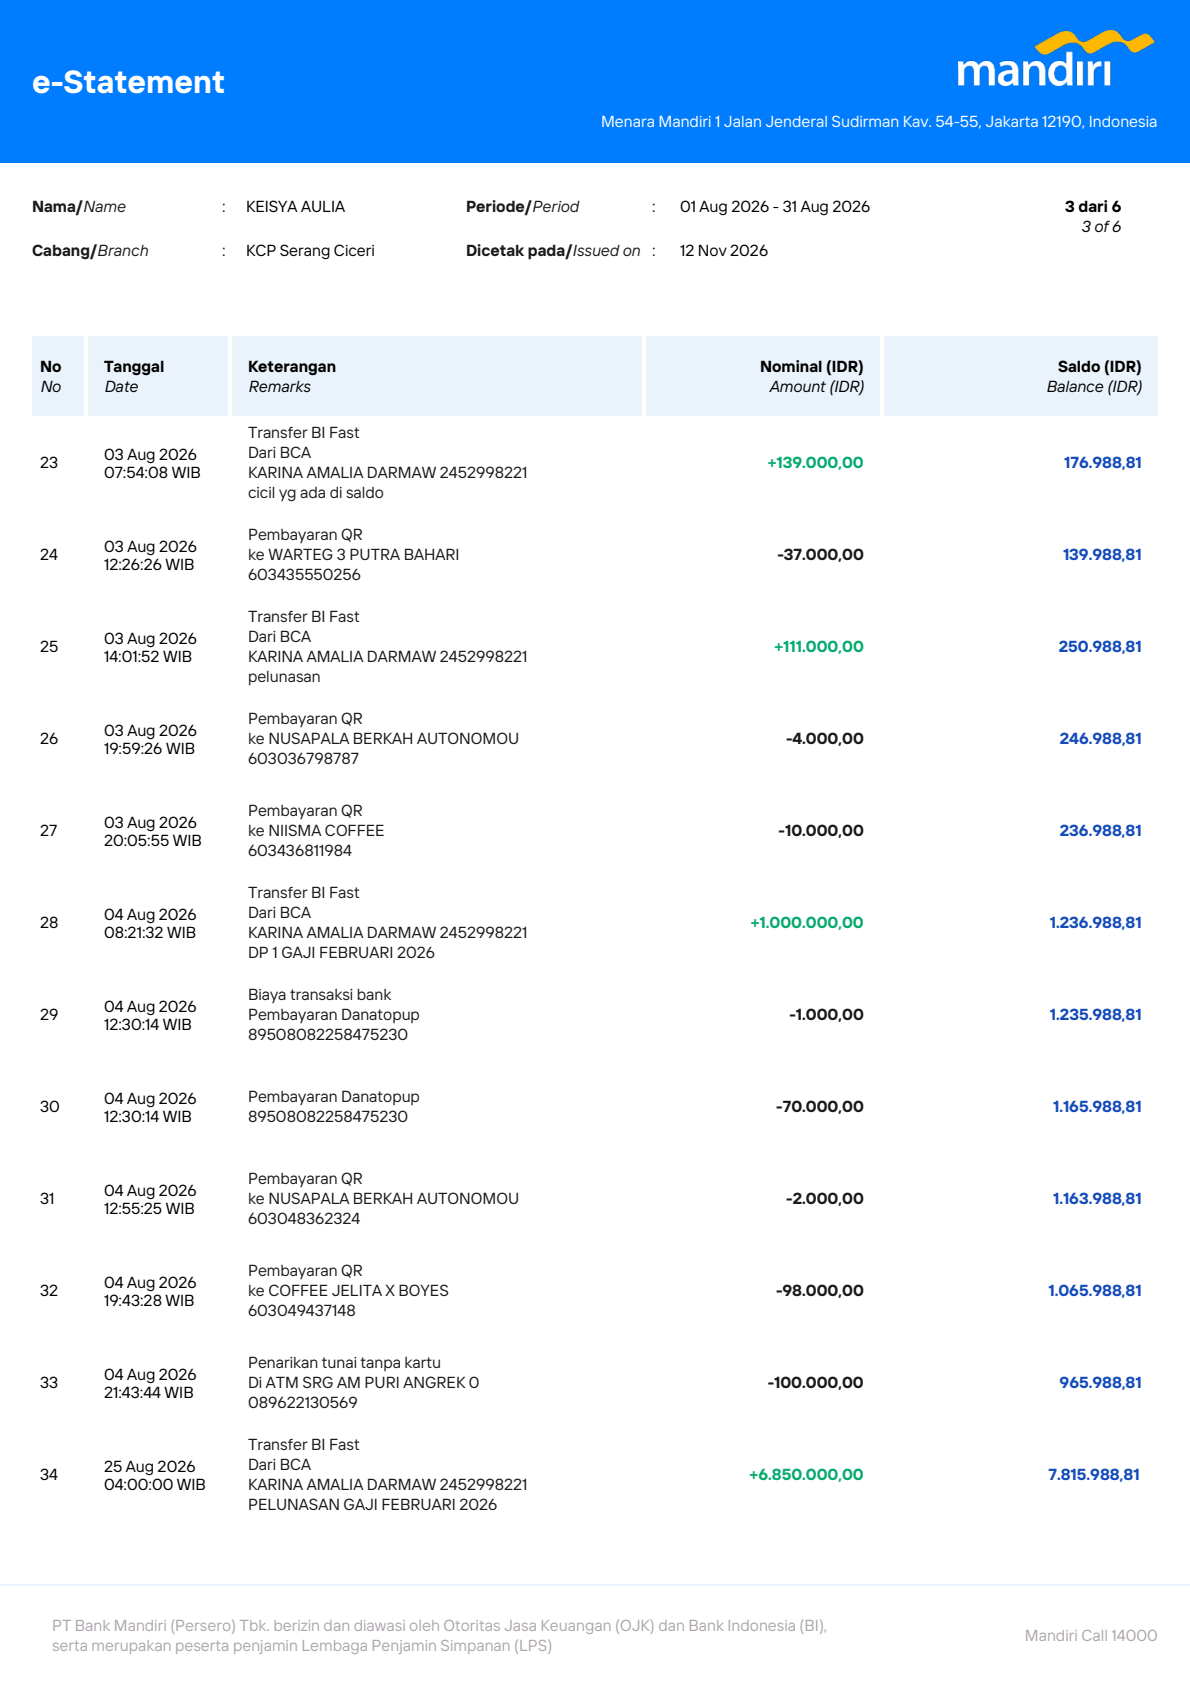 e-Statement
mandiri
Menara Mandiri 1 Jalan Jenderal Sudirman Kav. 54-55, Jakarta 12190, Indonesia
Nama/Name : KEISYA AULIA
Periode/Period : 01 Aug 2026 - 31 Aug 2026
3 dari 6
3 of 6
Cabang/Branch : KCP Serang Ciceri
Dicetak pada/Issued on : 12 Nov 2026
No Tanggal Keterangan Nominal (IDR) Saldo (IDR)
No Date Remarks Amount (IDR) Balance (IDR)
23
03 Aug 2026
07:54:08 WIB
Transfer BI Fast
Dari BCA
KARINA AMALIA DARMAW 2452998221
cicil yg ada di saldo
+139.000,00
176.988,81
24
03 Aug 2026
12:26:26 WIB
Pembayaran QR
ke WARTEG 3 PUTRA BAHARI
603435550256
-37.000,00
139.988,81
25
03 Aug 2026
14:01:52 WIB
Transfer BI Fast
Dari BCA
KARINA AMALIA DARMAW 2452998221
pelunasan
+111.000,00
250.988,81
26
03 Aug 2026
19:59:26 WIB
Pembayaran QR
ke NUSAPALA BERKAH AUTONOMOU
603036798787
-4.000,00
246.988,81
27
03 Aug 2026
20:05:55 WIB
Pembayaran QR
ke NIISMA COFFEE
603436811984
-10.000,00
236.988,81
28
04 Aug 2026
08:21:32 WIB
Transfer BI Fast
Dari BCA
KARINA AMALIA DARMAW 2452998221
DP 1 GAJI FEBRUARI 2026
+1.000.000,00
1.236.988,81
29
04 Aug 2026
12:30:14 WIB
Biaya transaksi bank
Pembayaran Danatopup
89508082258475230
-1.000,00
1.235.988,81
30
04 Aug 2026
12:30:14 WIB
Pembayaran Danatopup
89508082258475230
-70.000,00
1.165.988,81
31
04 Aug 2026
12:55:25 WIB
Pembayaran QR
ke NUSAPALA BERKAH AUTONOMOU
603048362324
-2.000,00
1.163.988,81
32
04 Aug 2026
19:43:28 WIB
Pembayaran QR
ke COFFEE JELITA X BOYES
603049437148
-98.000,00
1.065.988,81
33
04 Aug 2026
21:43:44 WIB
Penarikan tunai tanpa kartu
Di ATM SRG AM PURI ANGREK 0
089622130569
-100.000,00
965.988,81
34
25 Aug 2026
04:00:00 WIB
Transfer BI Fast
Dari BCA
KARINA AMALIA DARMAW 2452998221
PELUNASAN GAJI FEBRUARI 2026
+6.850.000,00
7.815.988,81
PT Bank Mandiri (Persero) Tbk. berizin dan diawasi oleh Otoritas Jasa Keuangan (OJK) dan Bank Indonesia (BI),
serta merupakan peserta penjamin Lembaga Penjamin Simpanan (LPS)
Mandiri Call 14000